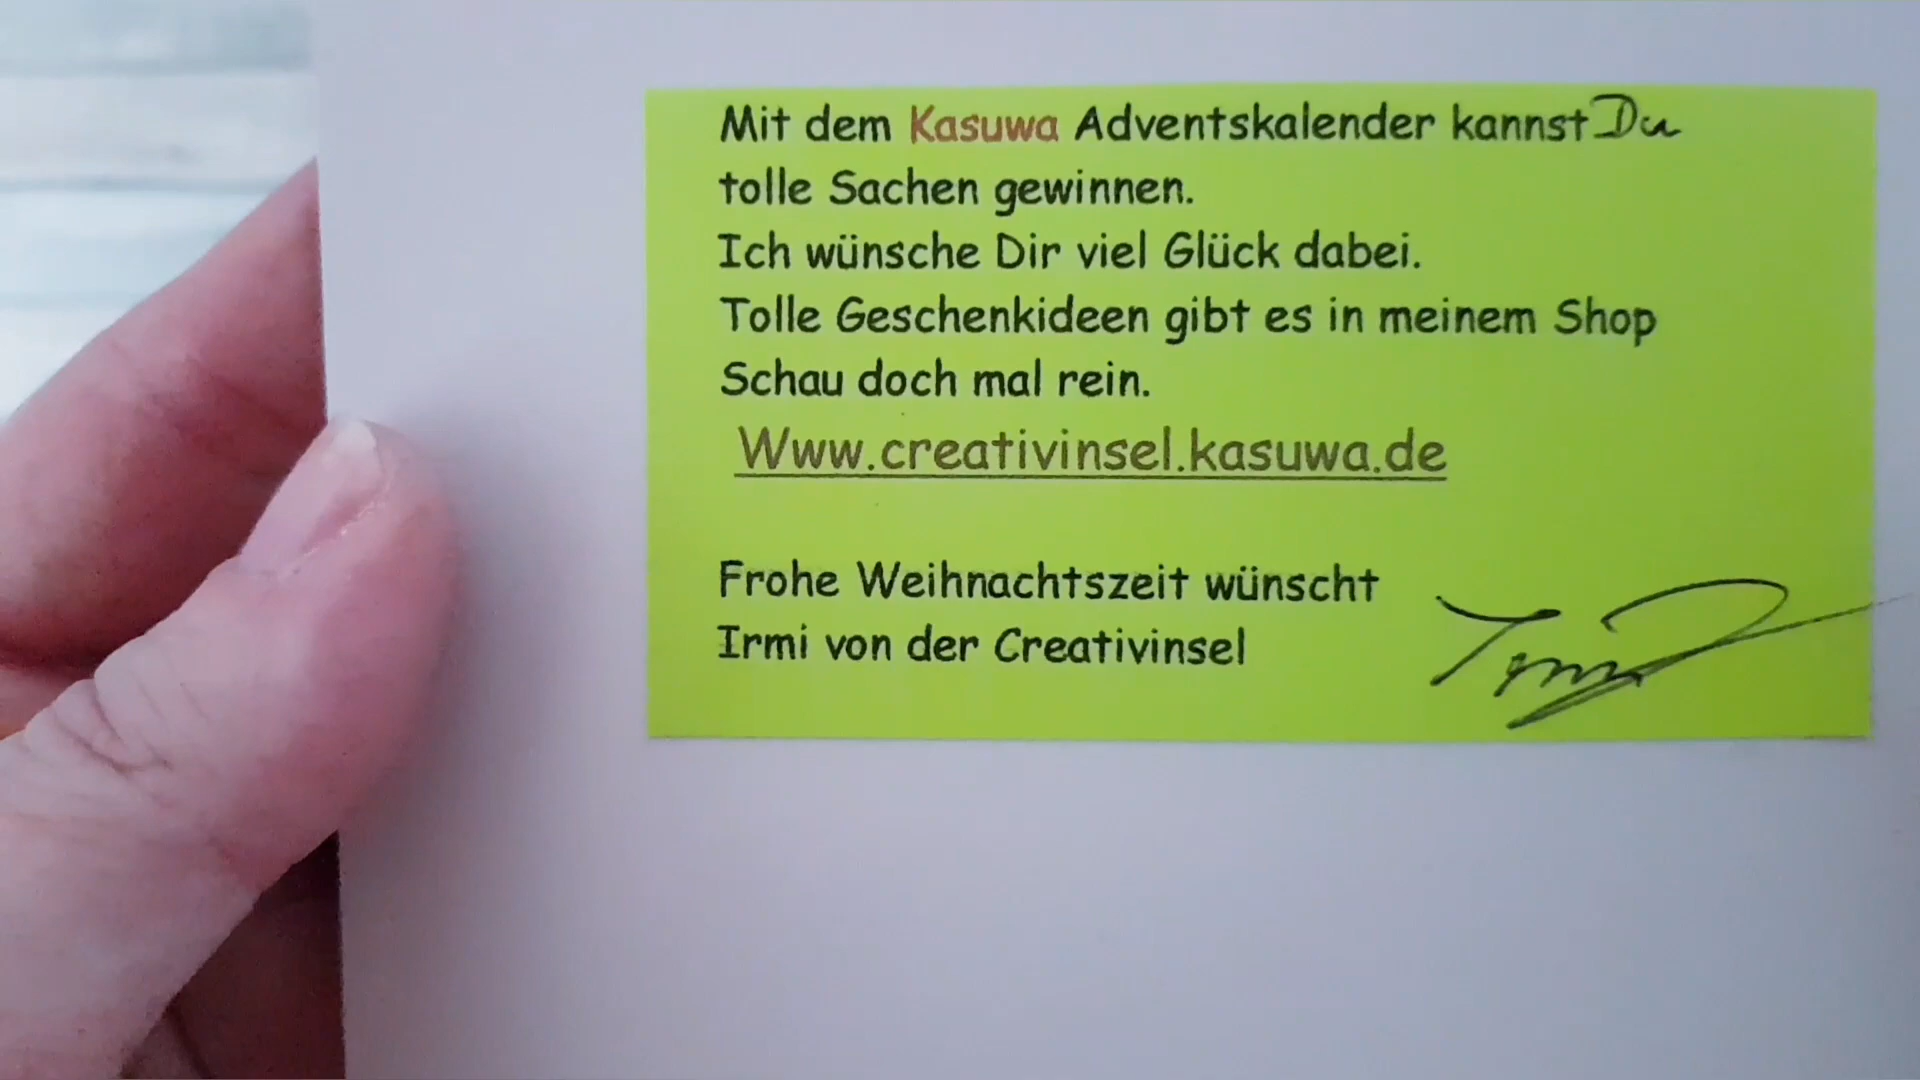 Mit dem Kasuwa Adventskalender kannst Du
tolle Sachen gewinnen.
Ich wünsche Dir viel Glück dabei.
Tolle Geschenkideen gibt es in meinem Shop
Schau doch mal rein.
Www.creativinsel.kasuwa.de
Frohe Weihnachtszeit wünscht
Irmi von der Creativinsel